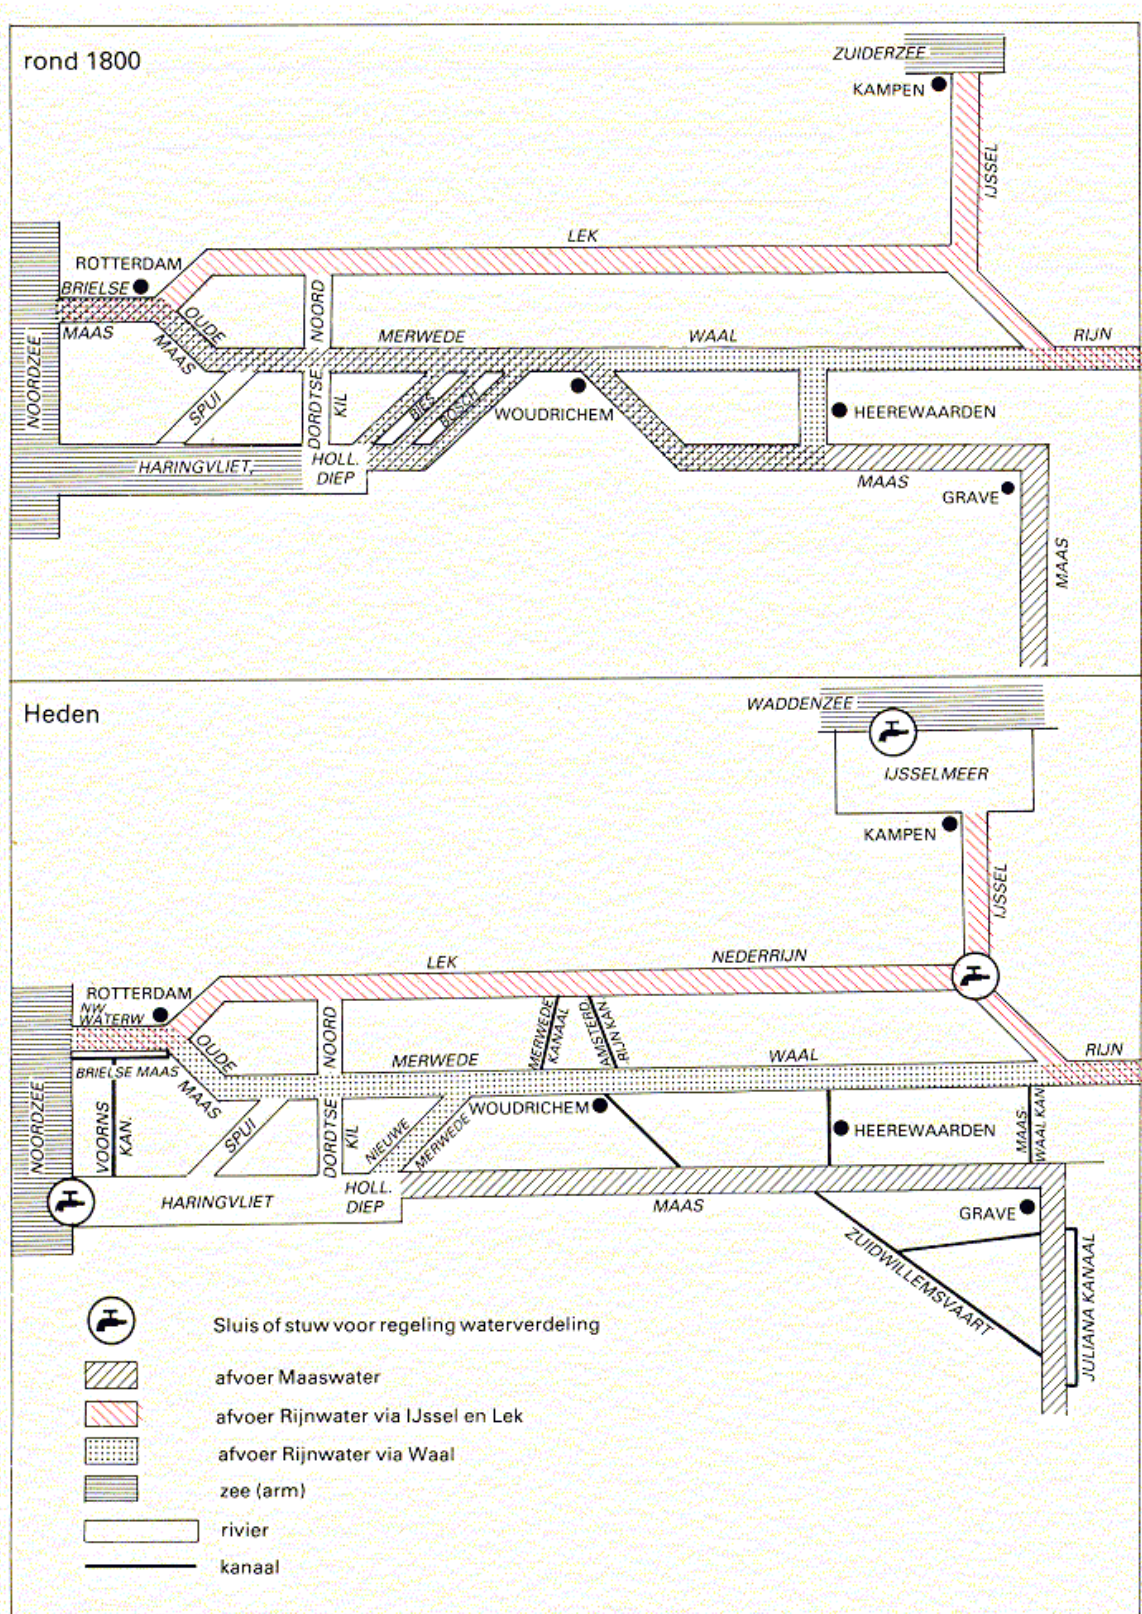 rond 1800
ZUIDERZEE
KAMPEN
IJSSEL
LEK
ROTTERDAM
BRIELSE
MAAS
OUDE
MAAS
NOORD
MERWEDE
WAAL
RIJN
NOORDZEE
SPUI
DORDTSE
KIL
BIES
BOSCH
WOUDRICHEM
HEEREWAARDEN
HARINGVLIET,
HOLL.
DIEP
MAAS
GRAVE
MAAS
Heden
WADDENZEE
IJSSELMEER
KAMPEN
IJSSEL
LEK
NEDERRIJN
ROTTERDAM
NW.
WATERW
OUDE
MAAS
NOORD
MERWEDE
KANAAL
AMSTERD.
RIJN KAN
MERWEDE
WAAL
RIJN
BRIELSE MAAS
NOORDZEE
VOORNS
KAN.
SPUI
DORDTSE
KIL
NIEUWE
MERWEDE
WOUDRICHEM
HEEREWAARDEN
MAAS-
WAAL KAN
HARINGVLIET
HOLL.
DIEP
MAAS
GRAVE
ZUIDWILLEMSVAART
JULIANA KANAAL
Sluis of stuw voor regeling waterverdeling
afvoer Maaswater
afvoer Rijnwater via IJssel en Lek
afvoer Rijnwater via Waal
zee (arm)
rivier
kanaal